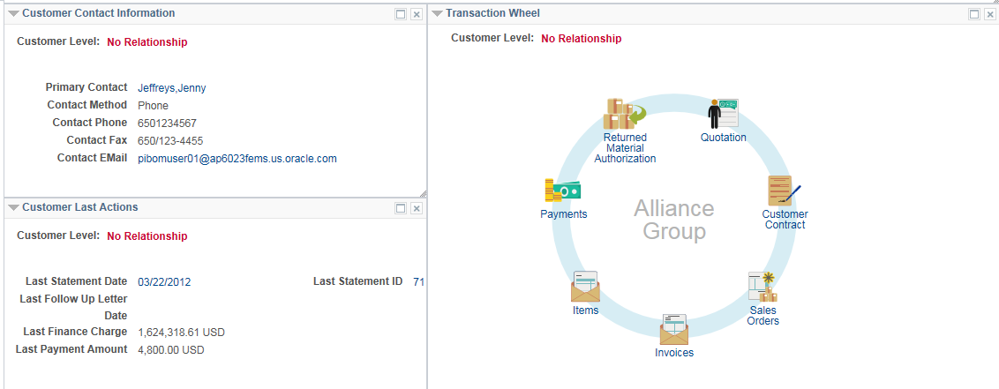 Customer Contact Information
Customer Level: No Relationship
Primary Contact Jeffreys,Jenny
Contact Method Phone
Contact Phone 6501234567
Contact Fax 650/123-4455
Contact EMail pibomuser01@ap6023fems.us.oracle.com
Customer Last Actions
Customer Level: No Relationship
Last Statement Date 03/22/2012 Last Statement ID 71
Last Follow Up Letter
Date
Last Finance Charge 1,624,318.61 USD
Last Payment Amount 4,800.00 USD
Transaction Wheel
Customer Level: No Relationship
Returned
Material
Authorization
Quotation
Payments
Alliance
Group
Customer
Contract
Items
Sales
Orders
Invoices